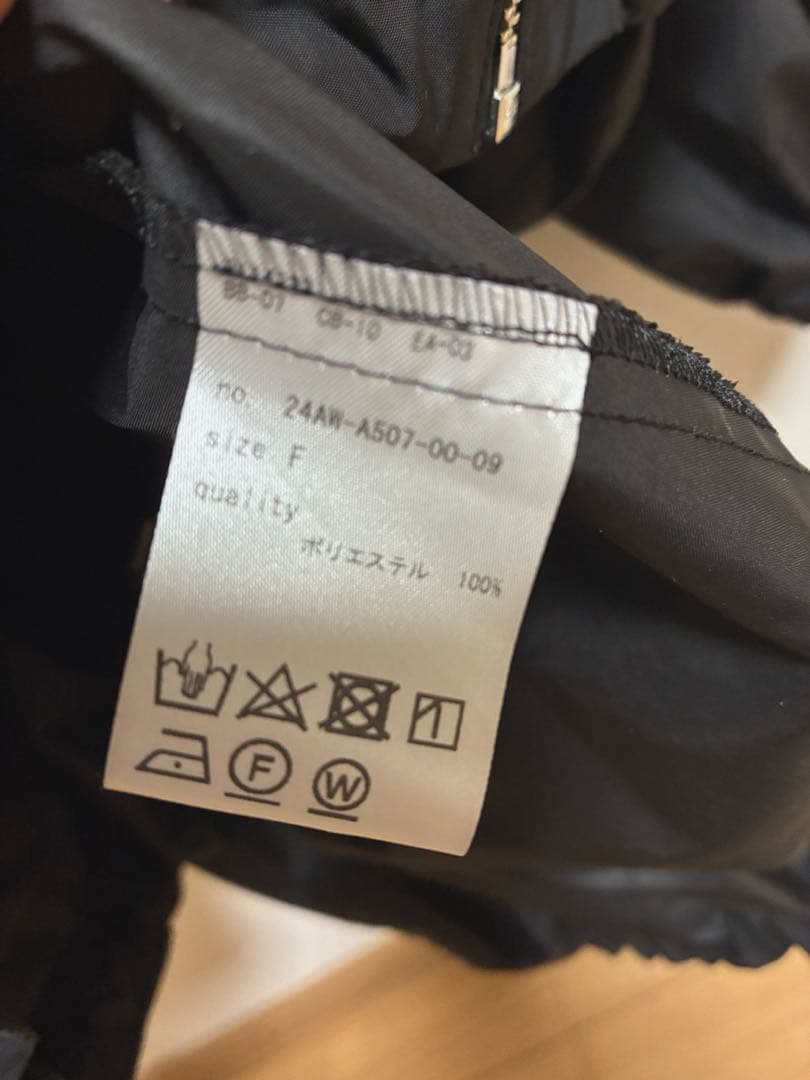 BB-07 CB-10 EA-03
no. 24AW-A507-00-09
size F
quality
ポリエステル 100%
F W